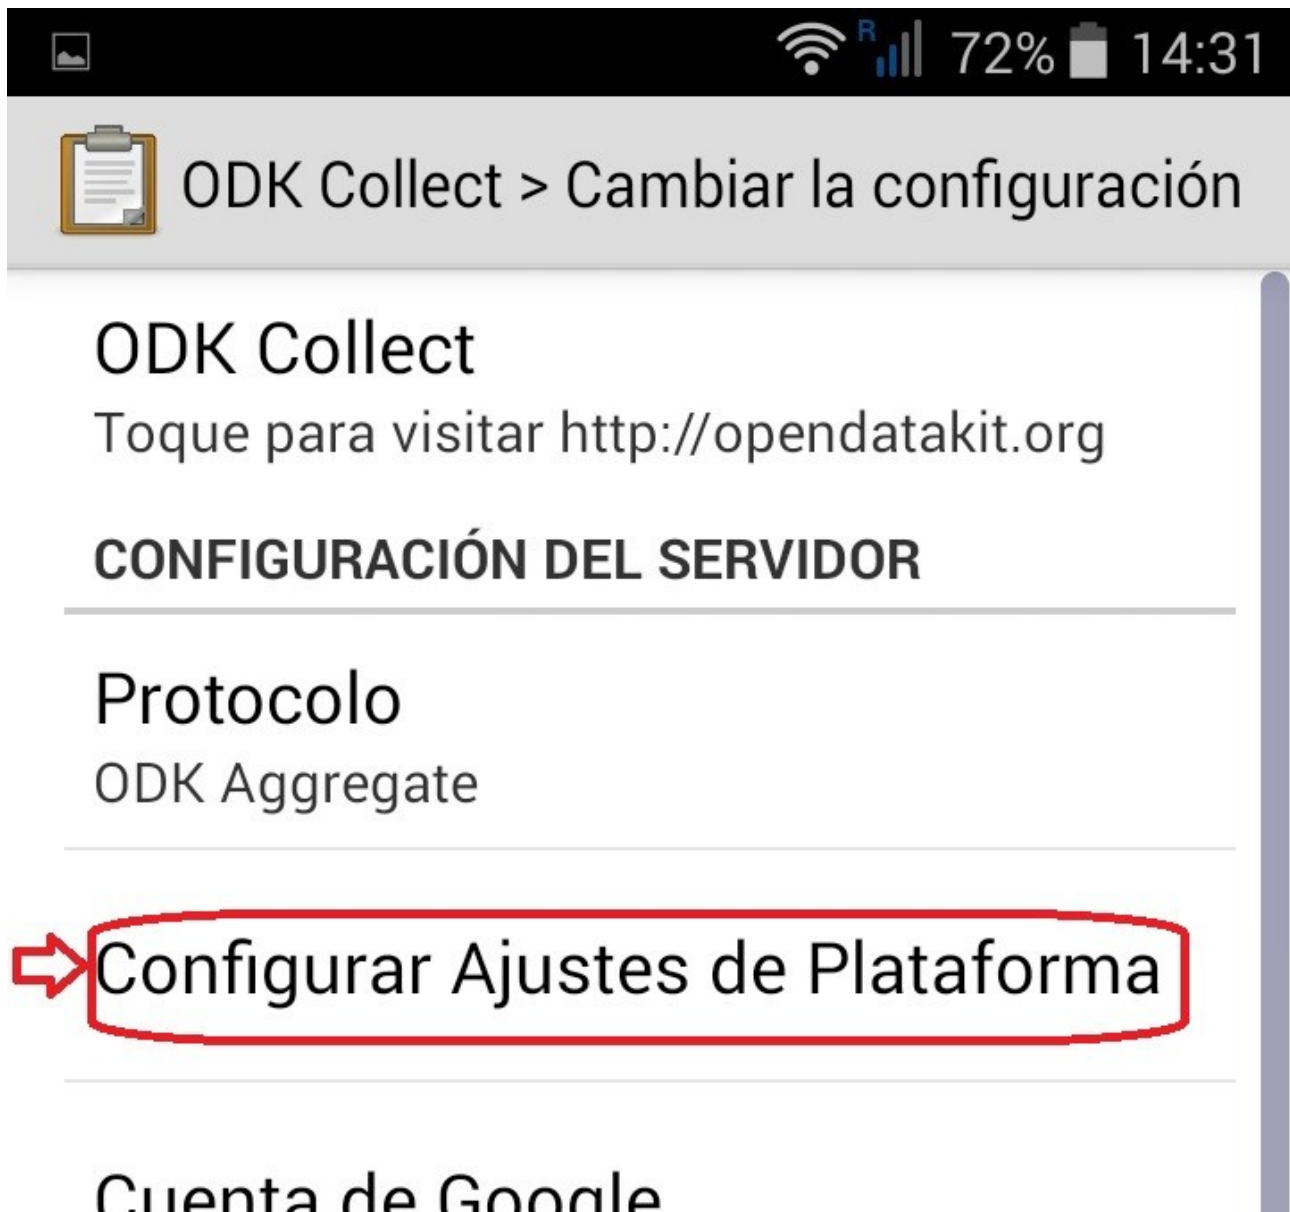 R 72% 14:31
ODK Collect > Cambiar la configuración
ODK Collect
Toque para visitar http://opendatakit.org
CONFIGURACIÓN DEL SERVIDOR
Protocolo
ODK Aggregate
Configurar Ajustes de Plataforma
Cuenta de Google